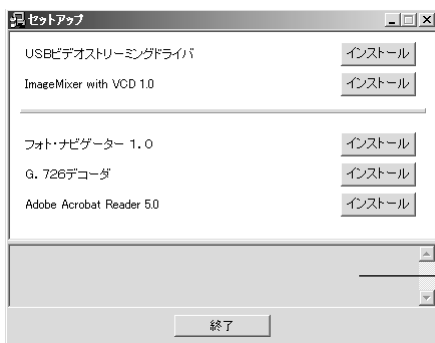 セットアップ
USBビデオストリーミングドライバ インストール
ImageMixer with VCD 1.0 インストール
フォト・ナビゲーター 1.0 インストール
G. 726デコーダ インストール
Adobe Acrobat Reader 5.0 インストール
終了